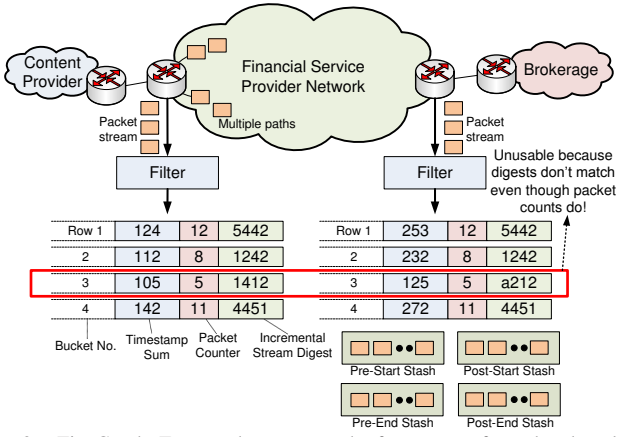 Content
Provider
Financial Service
Provider Network
Brokerage
Multiple paths
Packet
stream
Packet
stream
Unusable because
digests don't match
even though packet
counts do!
Filter
Filter
Row 1 124 12 5442
2 112 8 1242
3 105 5 1412
4 142 11 4451
Row 1 253 12 5442
2 232 8 1242
3 125 5 a212
4 272 11 4451
Bucket No.
Timestamp
Sum
Packet
Counter
Incremental
Stream Digest
Pre-Start Stash
Post-Start Stash
Pre-End Stash
Post-End Stash